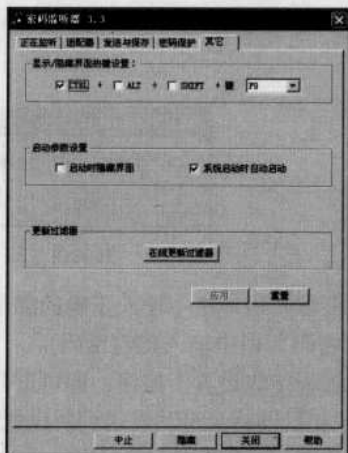 密码监听器 3.3
正在监听 适配器 发送与保存 密码保护 其它
显示/隐藏界面的键设置：
CTRL + ALT + SHIFT + 键 F9
启动参数设置
启动时隐藏界面 系统启动时自动启动
更新过滤器
在线更新过滤器
应用 重置
中止 隐藏 关闭 帮助